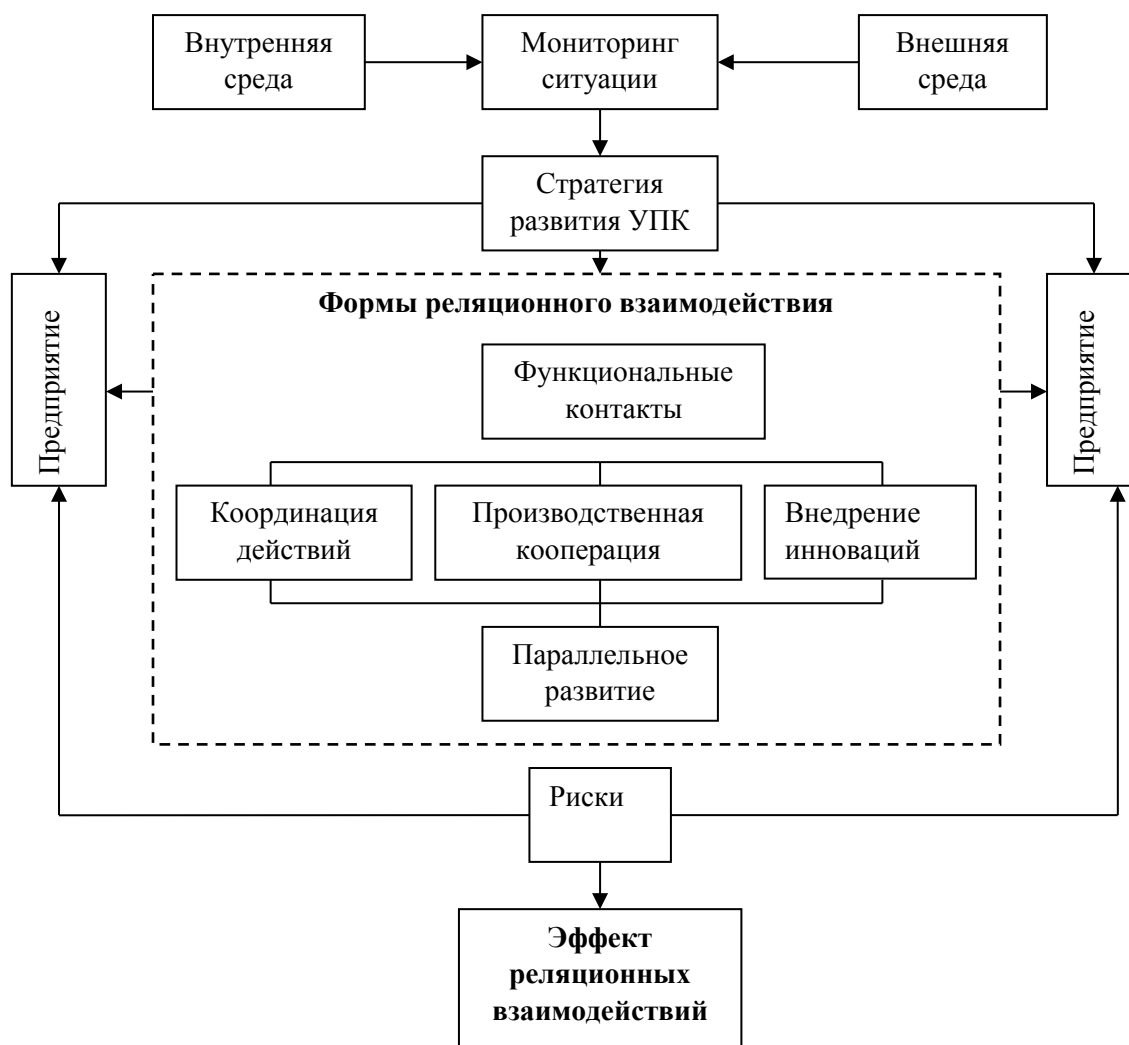 Внутренняя
среда
Мониторинг
ситуации
Внешняя
среда
Стратегия
развития УПК
Предприятие
Формы реляционного взаимодействия
Предприятие
Функциональные
контакты
Координация
действий
Производственная
кооперация
Внедрение
инноваций
Параллельное
развитие
Риски
Эффект
реляционных
взаимодействий